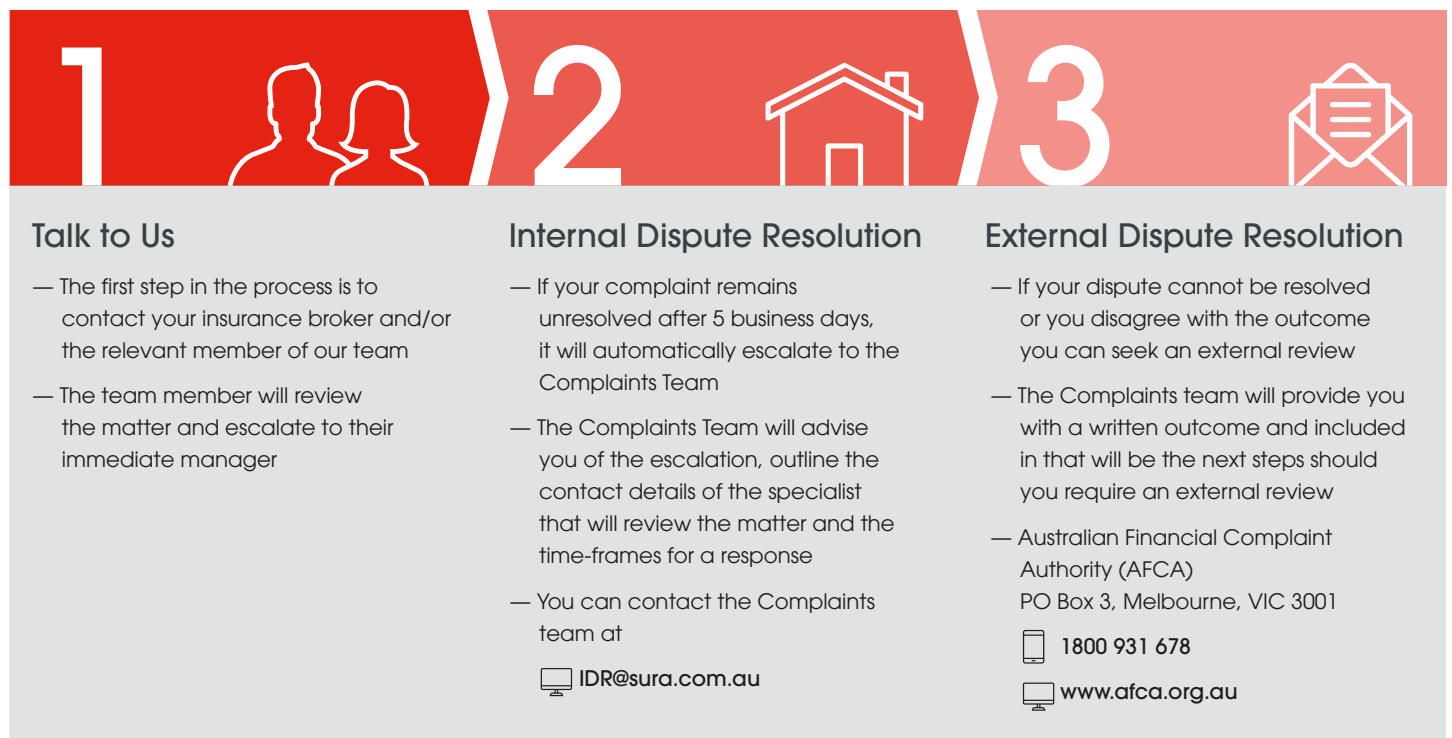 1
2
3
Talk to Us
— The first step in the process is to
contact your insurance broker and/or
the relevant member of our team
— The team member will review
the matter and escalate to their
immediate manager
Internal Dispute Resolution
— If your complaint remains
unresolved after 5 business days,
it will automatically escalate to the
Complaints Team
— The Complaints Team will advise
you of the escalation, outline the
contact details of the specialist
that will review the matter and the
time-frames for a response
— You can contact the Complaints
team at
IDR@sura.com.au
External Dispute Resolution
— If your dispute cannot be resolved
or you disagree with the outcome
you can seek an external review
— The Complaints team will provide you
with a written outcome and included
in that will be the next steps should
you require an external review
— Australian Financial Complaint
Authority (AFCA)
PO Box 3, Melbourne, VIC 3001
1800 931 678
www.afca.org.au